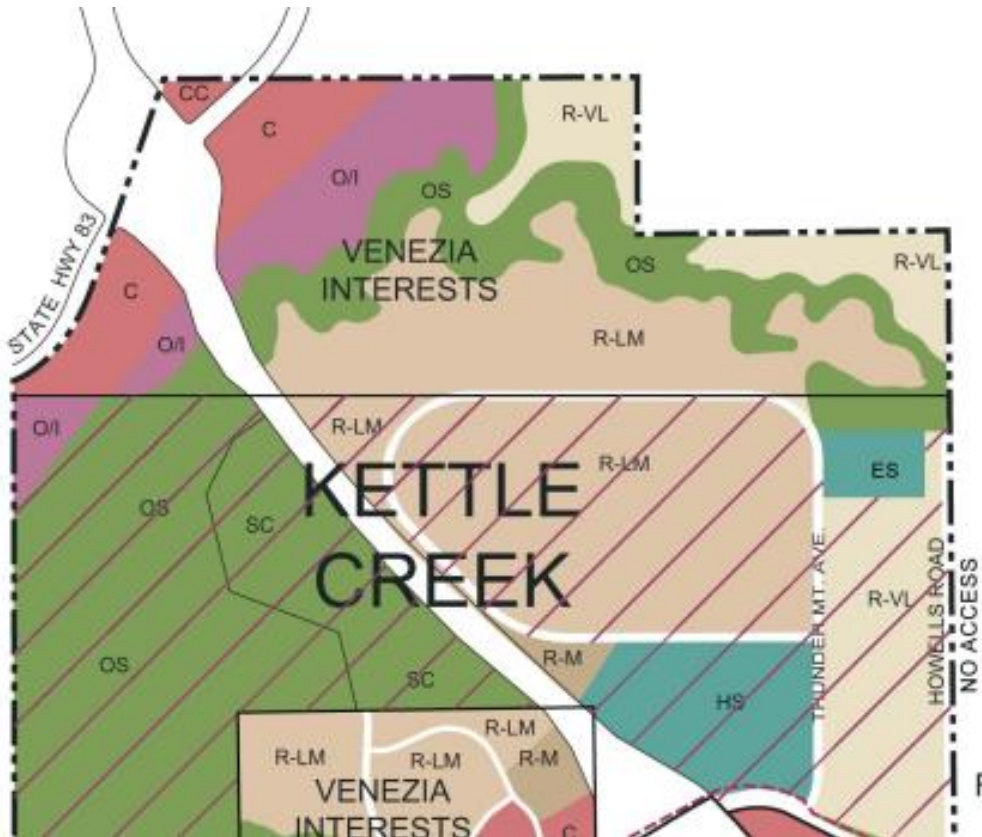 CC
C
R-VL
O/I
OS
VENEZIA
INTERESTS
STATE HWY 83
OS
R-VL
C
O/I
R-LM
O/I
R-LM
R-LM
KETTLE
ES
OS
SC
CREEK
THUNDER MT. AVE.
R-VL
HOWELLS ROAD
NO ACCESS
OS
R-M
SC
HS
R-LM
R-LM
R-LM
R-M
VENEZIA
INTERESTS
C